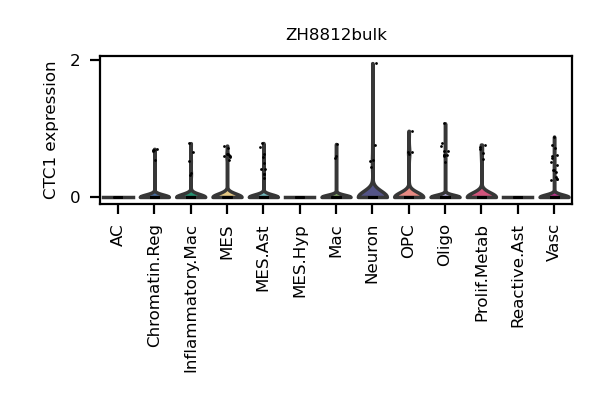 ZH8812bulk
CTC1 expression
2
0
AC
Chromatin.Reg
Inflammatory.Mac
MES
MES.Ast
MES.Hyp
Mac
Neuron
OPC
Oligo
Prolif.Metab
Reactive.Ast
Vasc